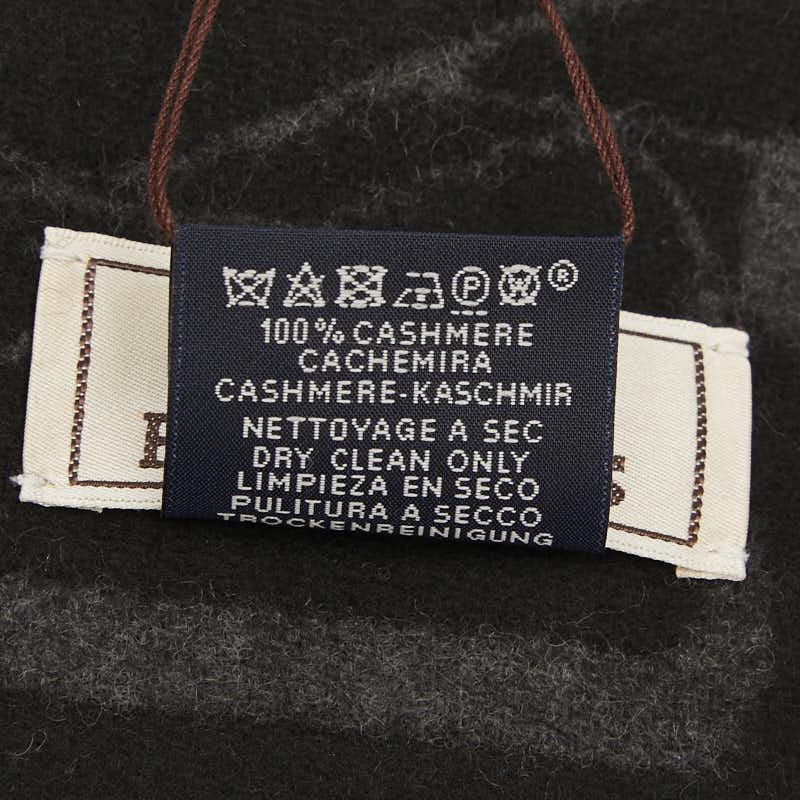 P W ®
100% CASHMERE
CACHEMIRA
CASHMERE-KASCHMIR
NETTOYAGE A SEC
DRY CLEAN ONLY
LIMPIEZA EN SECO
PULITURA A SECCO
TROCKENREINIGUNG